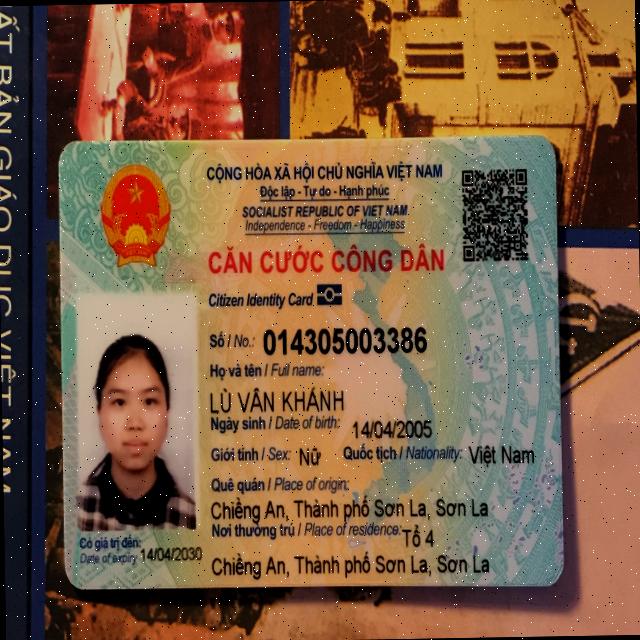 ẤT BẢN GIÁO DỤC VIỆT NAM
CỘNG HÒA XÃ HỘI CHỦ NGHĨA VIỆT NAM
Độc lập - Tự do - Hạnh phúc
SOCIALIST REPUBLIC OF VIET NAM
Independence - Freedom - Happiness
CĂN CƯỚC CÔNG DÂN
Citizen Identity Card
Số / No.: 014305003386
Họ và tên / Full name:
LÙ VÂN KHÁNH
Ngày sinh / Date of birth: 14/04/2005
Giới tính / Sex: Nữ Quốc tịch / Nationality: Việt Nam
Quê quán / Place of origin:
Chiềng An, Thành phố Sơn La, Sơn La
Nơi thường trú / Place of residence: Tổ 4
Chiềng An, Thành phố Sơn La, Sơn La
Có giá trị đến:
Date of expiry 14/04/2030